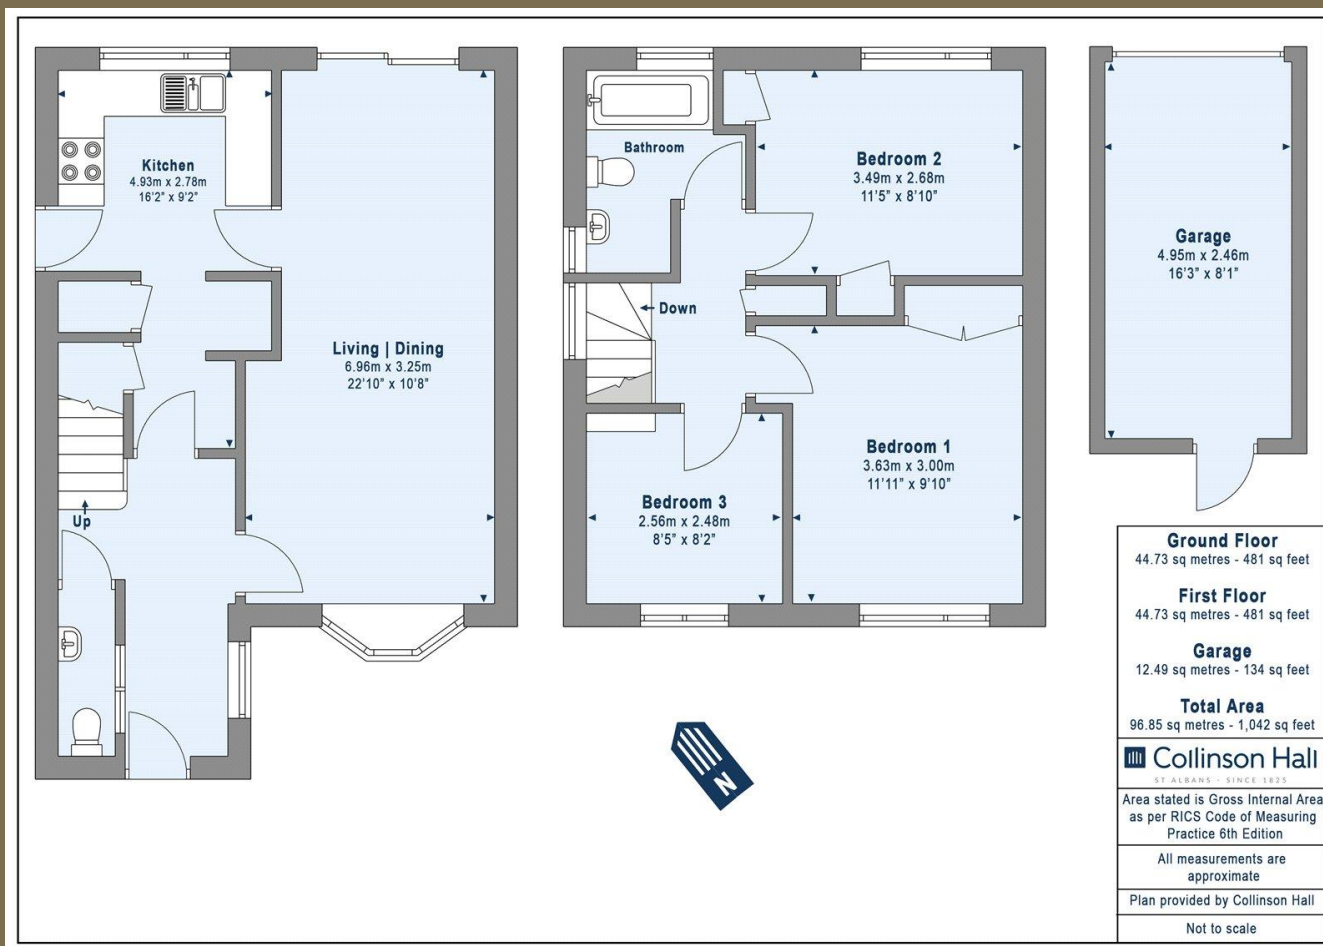 Kitchen
4.93m x 2.78m
16'2" x 9'2"
Living | Dining
6.96m x 3.25m
22'10" x 10'8"
Up
Bathroom
Bedroom 2
3.49m x 2.68m
11'5" x 8'10"
Down
Bedroom 1
3.63m x 3.00m
11'11" x 9'10"
Bedroom 3
2.56m x 2.48m
8'5" x 8'2"
Garage
4.95m x 2.46m
16'3" x 8'1"
N
Ground Floor
44.73 sq metres - 481 sq feet
First Floor
44.73 sq metres - 481 sq feet
Garage
12.49 sq metres - 134 sq feet
Total Area
96.85 sq metres - 1,042 sq feet
Collinson Hall
ST ALBANS - SINCE 1825
Area stated is Gross Internal Area
as per RICS Code of Measuring
Practice 6th Edition
All measurements are
approximate
Plan provided by Collinson Hall
Not to scale